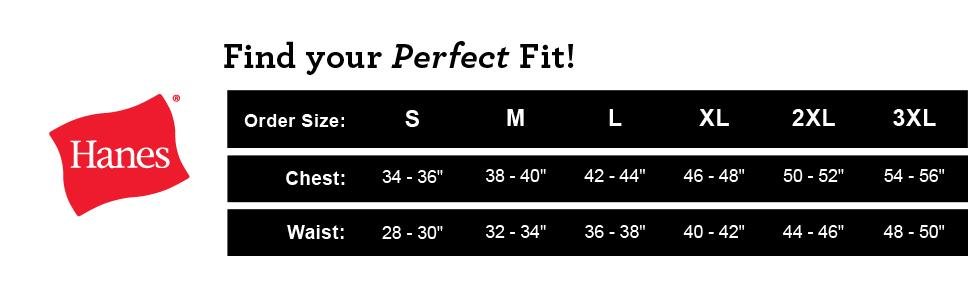 Find your Perfect Fit!
Hanes®
Order Size: S M L XL 2XL 3XL
Chest: 34 - 36" 38 - 40" 42 - 44" 46 - 48" 50 - 52" 54 - 56"
Waist: 28 - 30" 32 - 34" 36 - 38" 40 - 42" 44 - 46" 48 - 50"